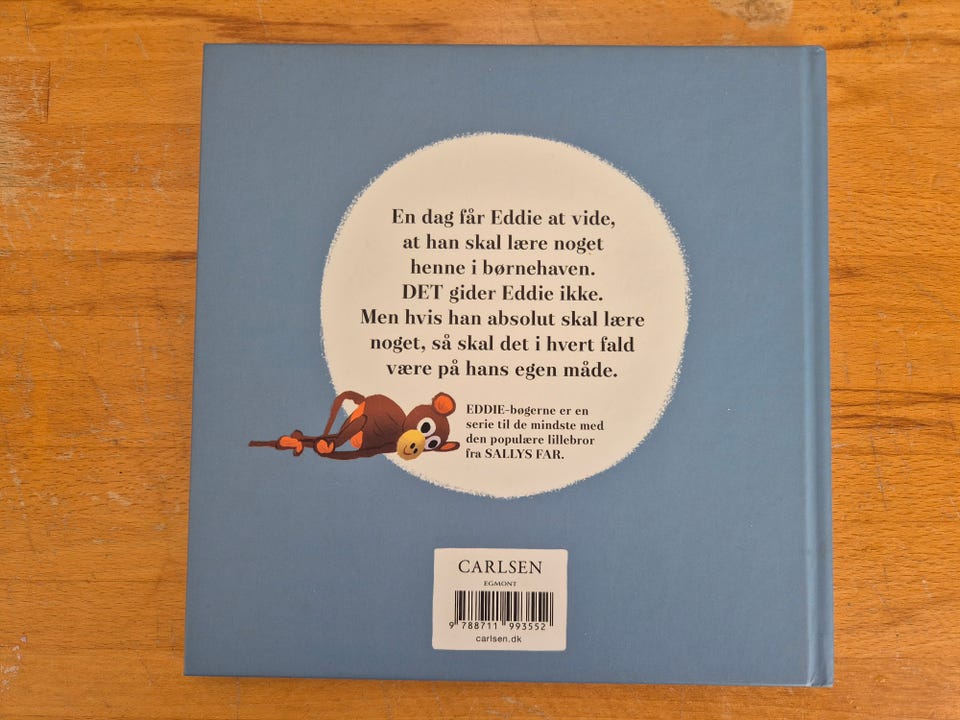 En dag får Eddie at vide,
at han skal lære noget
henne i børnehaven.
DET gider Eddie ikke.
Men hvis han absolut skal lære
noget, så skal det i hvert fald
være på hans egen måde.
EDDIE-bøgerne er en
serie til de mindste med
den populære lillebror
fra SALLYS FAR.
CARLSEN
EGMONT
9 788711 993552
carlsen.dk